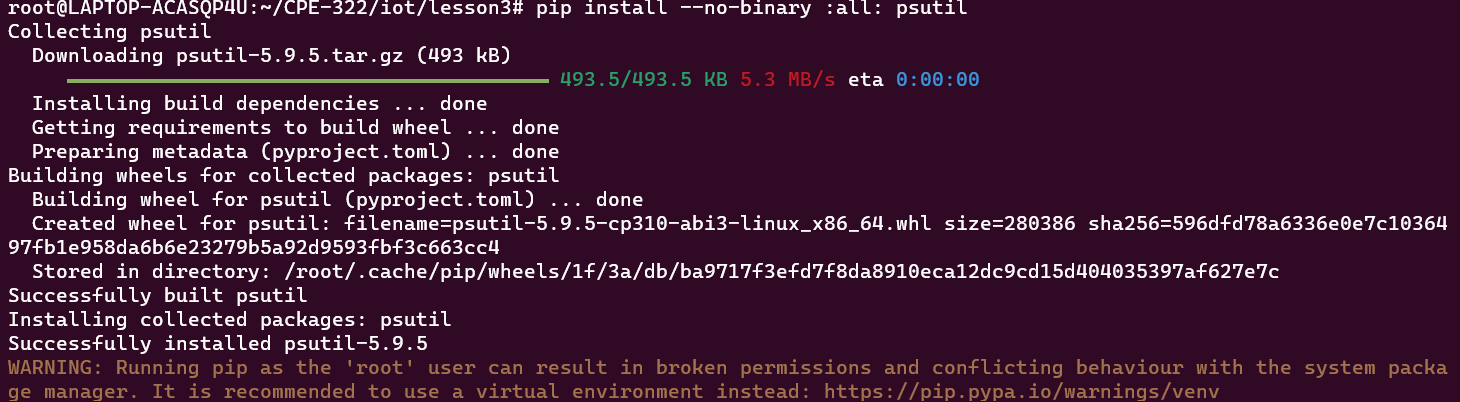 root@LAPTOP-ACASQP4U:~/CPE-322/iot/lesson3# pip install --no-binary :all: psutil
Collecting psutil
  Downloading psutil-5.9.5.tar.gz (493 kB)
     ━━━━━━━━━━━━━━━━━━━━━━━━━━━━━━━━━━━━━━━━ 493.5/493.5 KB 5.3 MB/s eta 0:00:00
  Installing build dependencies ... done
  Getting requirements to build wheel ... done
  Preparing metadata (pyproject.toml) ... done
Building wheels for collected packages: psutil
  Building wheel for psutil (pyproject.toml) ... done
  Created wheel for psutil: filename=psutil-5.9.5-cp310-abi3-linux_x86_64.whl size=280386 sha256=596dfd78a6336e0e7c10364
97fb1e958da6b6e23279b5a92d9593fbf3c663cc4
  Stored in directory: /root/.cache/pip/wheels/1f/3a/db/ba9717f3efd7f8da8910eca12dc9cd15d404035397af627e7c
Successfully built psutil
Installing collected packages: psutil
Successfully installed psutil-5.9.5
WARNING: Running pip as the 'root' user can result in broken permissions and conflicting behaviour with the system packa
ge manager. It is recommended to use a virtual environment instead: https://pip.pypa.io/warnings/venv